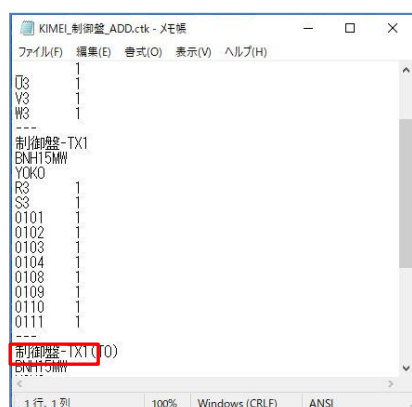 KIMEI_制御盤_ADD.ctk - メモ帳
ファイル(F) 編集(E) 書式(O) 表示(V) ヘルプ(H)
1
U3 1
V3 1
W3 1
---
制御盤-TX1
BNH15MW
YOKO
R3 1
S3 1
0101 1
0102 1
0103 1
0104 1
0108 1
0109 1
0110 1
0111 1
---
制御盤-TX1(TO)
BNH15MW
1行、1列 100% Windows (CRLF) ANSI